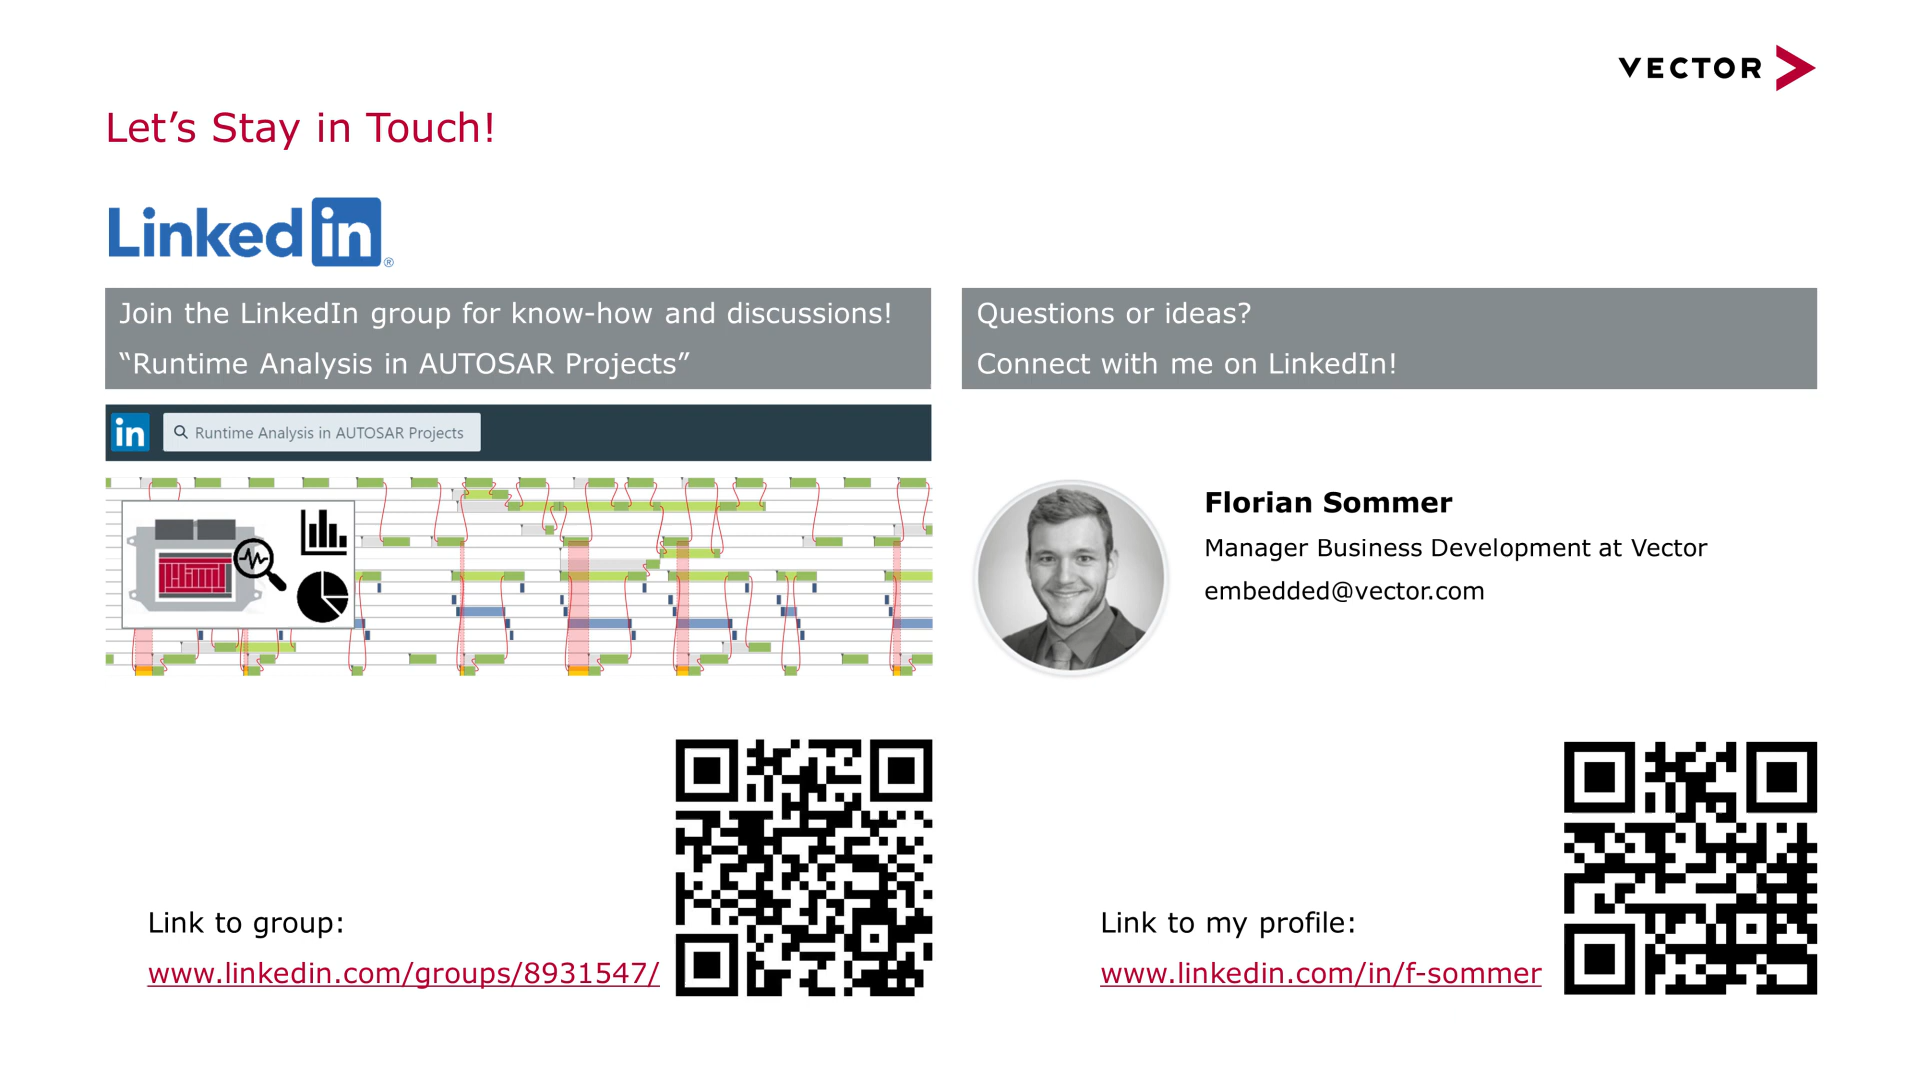 VECTOR
Let’s Stay in Touch!
Linked in ®
Join the LinkedIn group for know-how and discussions!
“Runtime Analysis in AUTOSAR Projects”
in Runtime Analysis in AUTOSAR Projects
Link to group:
www.linkedin.com/groups/8931547/
Questions or ideas?
Connect with me on LinkedIn!
Florian Sommer
Manager Business Development at Vector
embedded@vector.com
Link to my profile:
www.linkedin.com/in/f-sommer